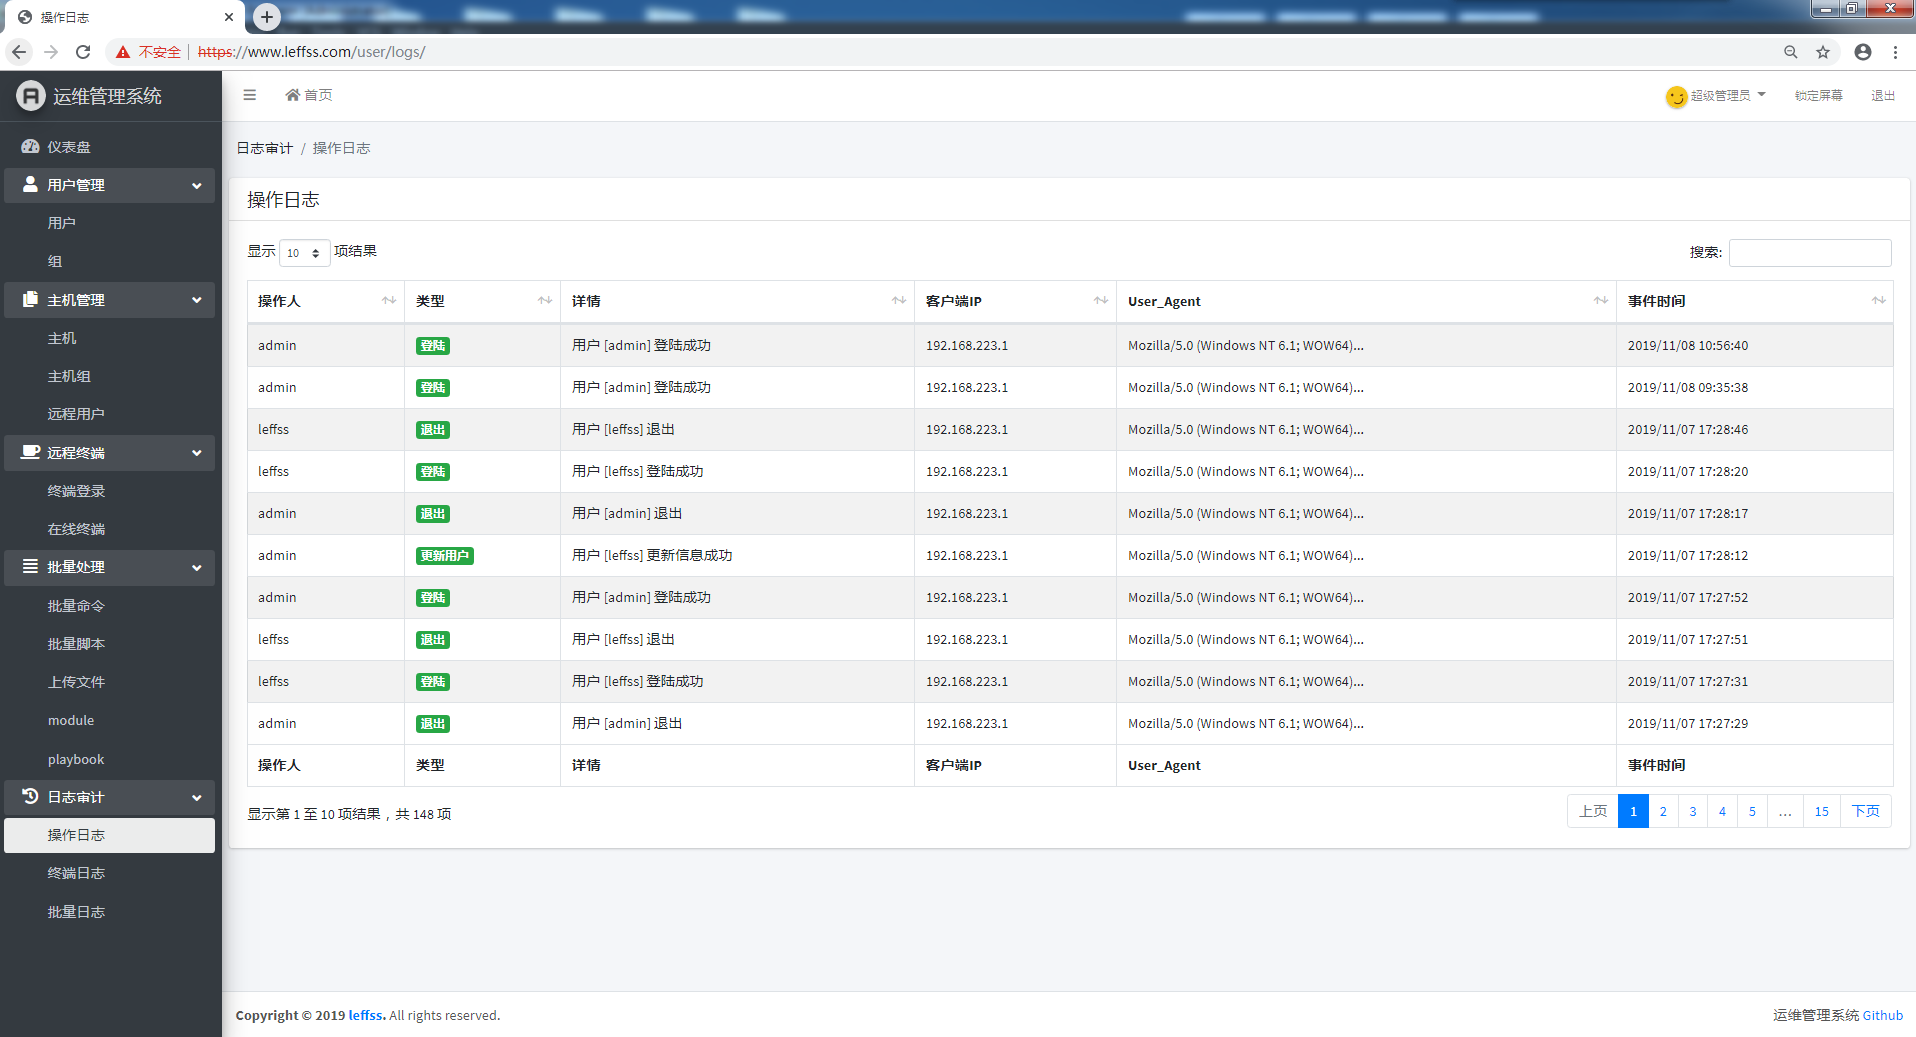 操作日志
不安全 https://www.leffss.com/user/logs/
运维管理系统
首页
超级管理员
锁定屏幕
退出
仪表盘
用户管理
用户
组
主机管理
主机
主机组
远程用户
远程终端
终端登录
在线终端
批量处理
批量命令
批量脚本
上传文件
module
playbook
日志审计
操作日志
终端日志
批量日志
日志审计 / 操作日志
操作日志
显示 10 项结果
搜索:
操作人 类型 详情 客户端IP User_Agent 事件时间
admin 登陆 用户 [admin] 登陆成功 192.168.223.1 Mozilla/5.0 (Windows NT 6.1; WOW64)... 2019/11/08 10:56:40
admin 登陆 用户 [admin] 登陆成功 192.168.223.1 Mozilla/5.0 (Windows NT 6.1; WOW64)... 2019/11/08 09:35:38
leffss 退出 用户 [leffss] 退出 192.168.223.1 Mozilla/5.0 (Windows NT 6.1; WOW64)... 2019/11/07 17:28:46
leffss 登陆 用户 [leffss] 登陆成功 192.168.223.1 Mozilla/5.0 (Windows NT 6.1; WOW64)... 2019/11/07 17:28:20
admin 退出 用户 [admin] 退出 192.168.223.1 Mozilla/5.0 (Windows NT 6.1; WOW64)... 2019/11/07 17:28:17
admin 更新用户 用户 [leffss] 更新信息成功 192.168.223.1 Mozilla/5.0 (Windows NT 6.1; WOW64)... 2019/11/07 17:28:12
admin 登陆 用户 [admin] 登陆成功 192.168.223.1 Mozilla/5.0 (Windows NT 6.1; WOW64)... 2019/11/07 17:27:52
leffss 退出 用户 [leffss] 退出 192.168.223.1 Mozilla/5.0 (Windows NT 6.1; WOW64)... 2019/11/07 17:27:51
leffss 登陆 用户 [leffss] 登陆成功 192.168.223.1 Mozilla/5.0 (Windows NT 6.1; WOW64)... 2019/11/07 17:27:31
admin 退出 用户 [admin] 退出 192.168.223.1 Mozilla/5.0 (Windows NT 6.1; WOW64)... 2019/11/07 17:27:29
操作人 类型 详情 客户端IP User_Agent 事件时间
显示第 1 至 10 项结果，共 148 项
上页 1 2 3 4 5 … 15 下页
Copyright © 2019 leffss. All rights reserved.
运维管理系统 Github